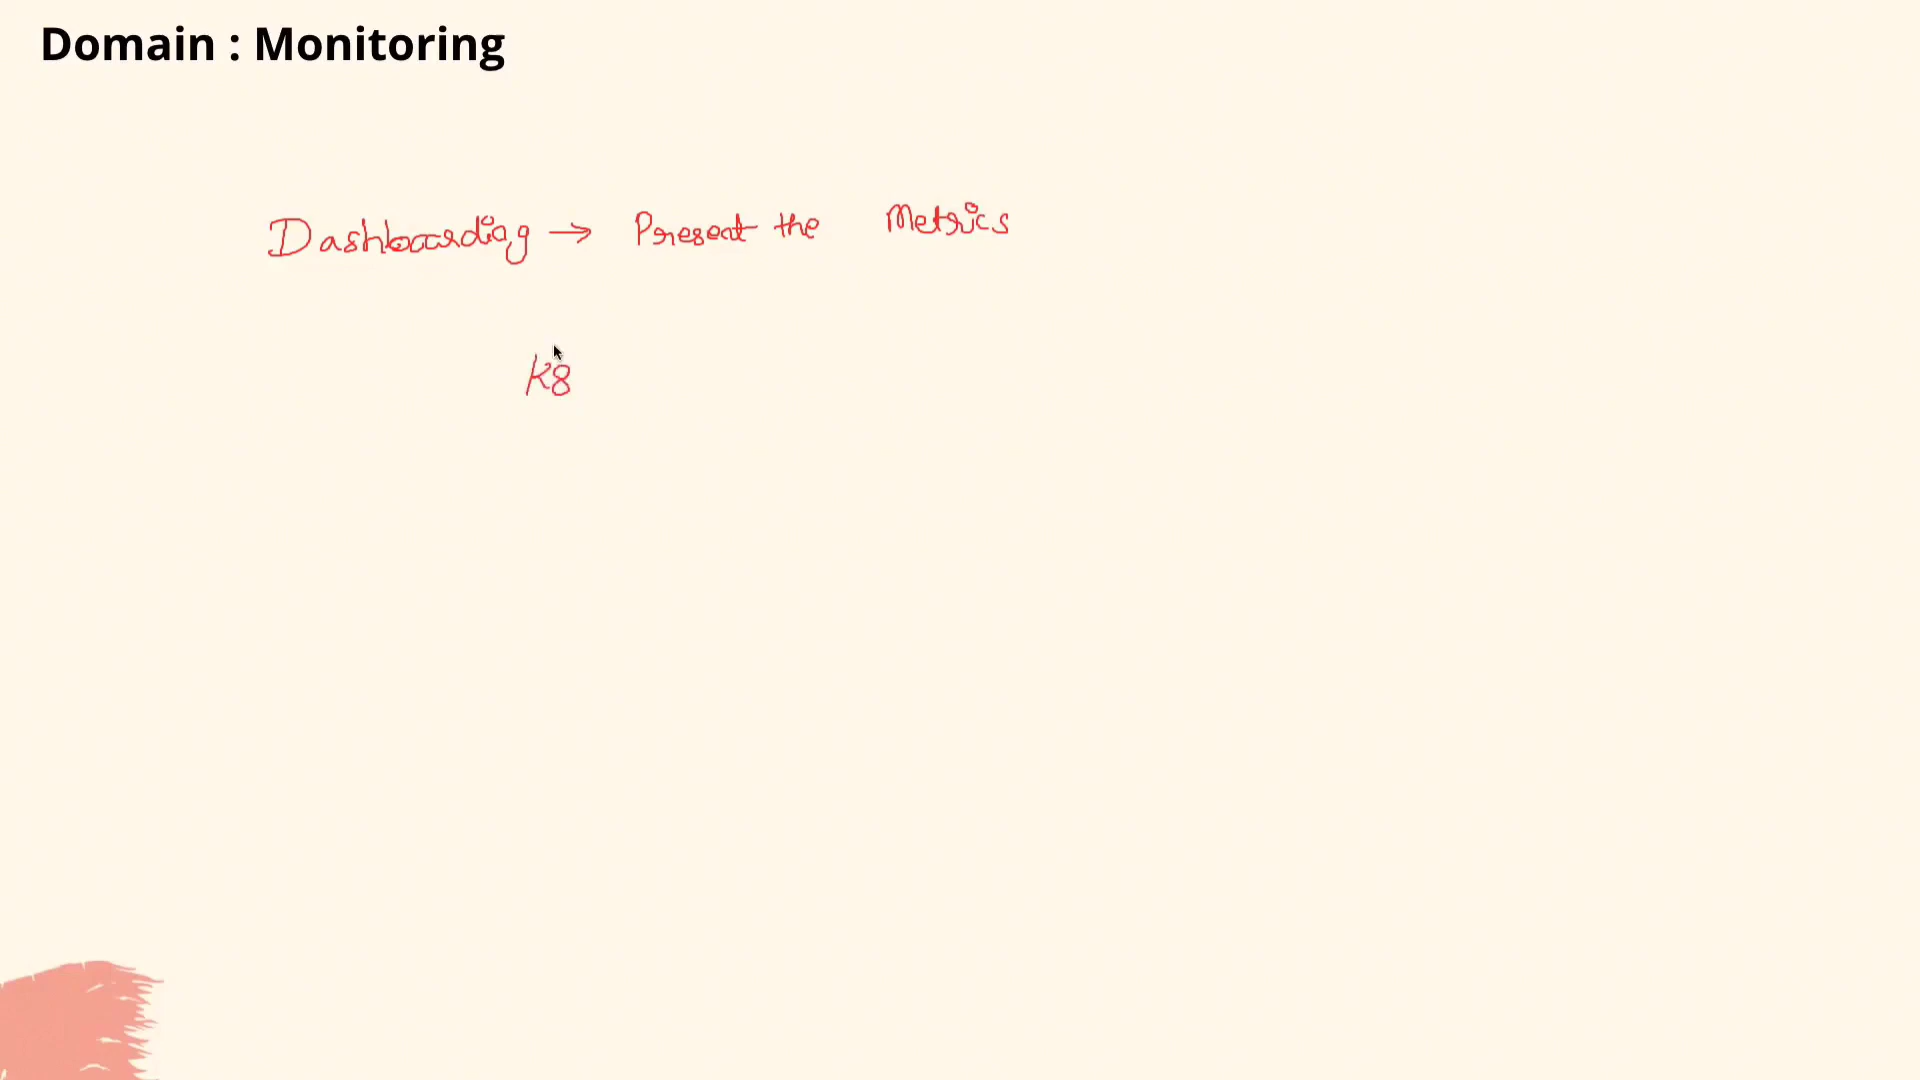 Domain : Monitoring
Dashboarding → Present the Metrics
K8